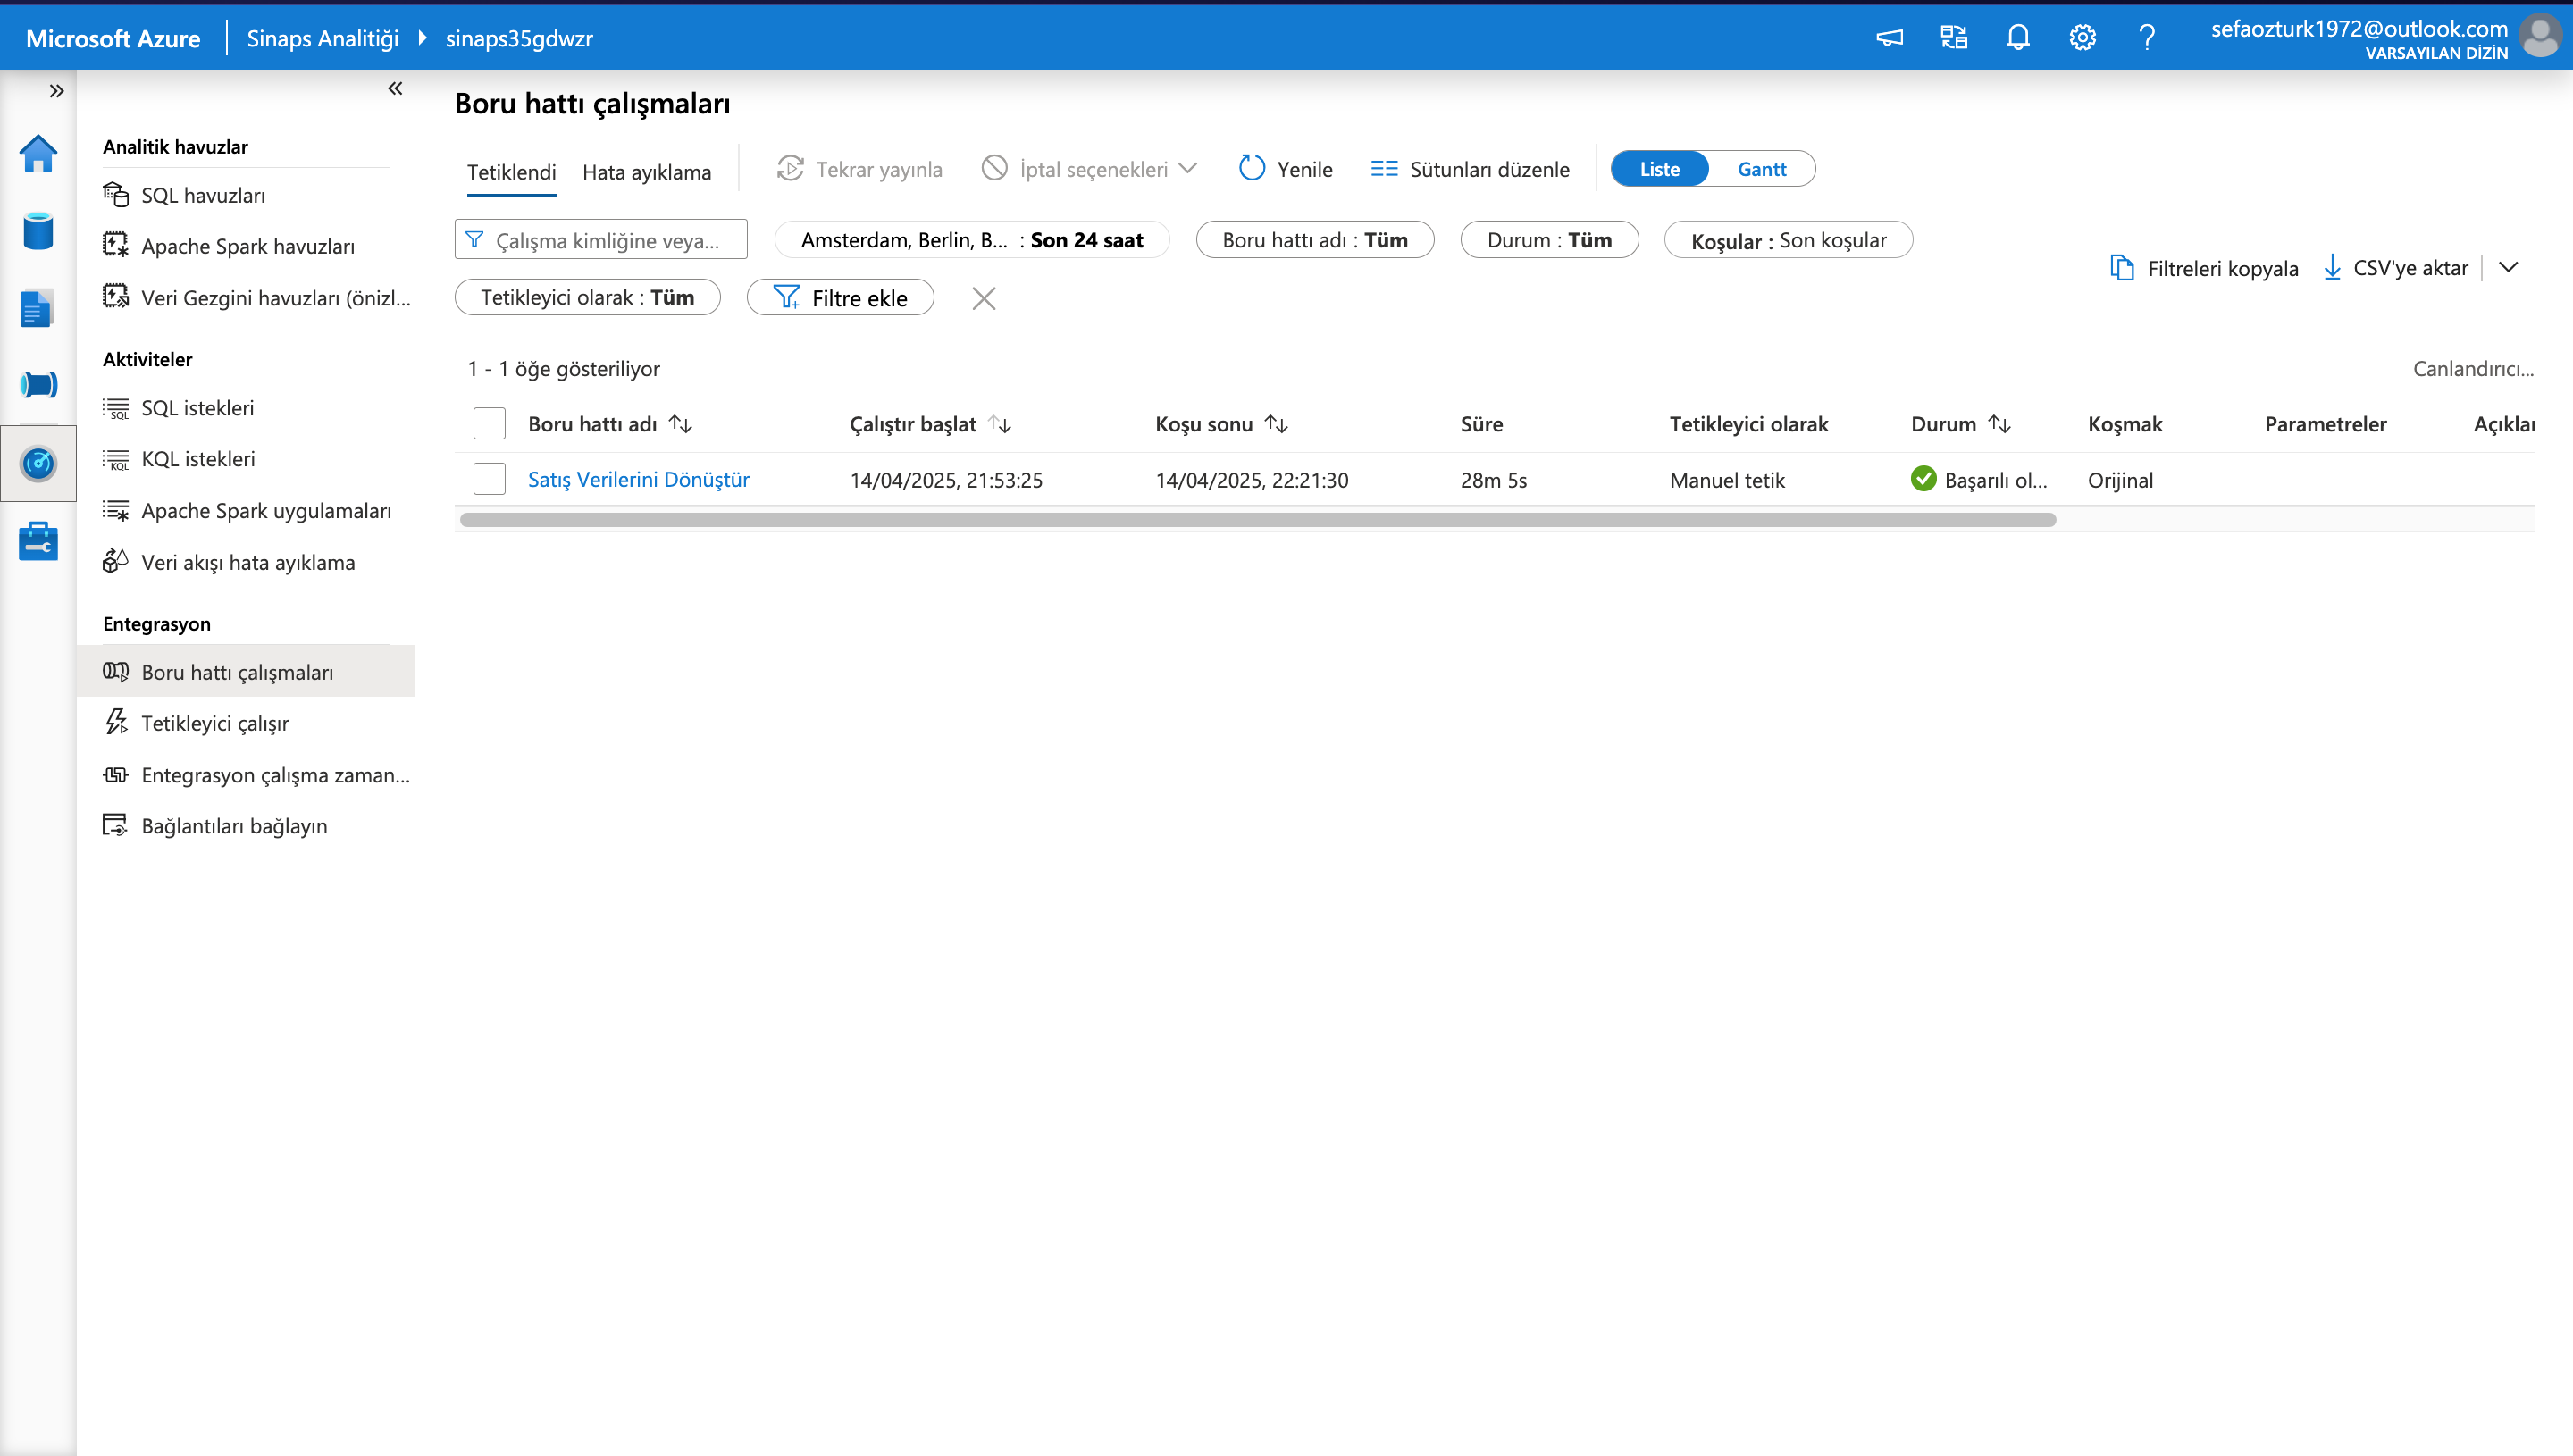 Microsoft Azure
Sinaps Analitiği
sinaps35gdwzr
sefaozturk1972@outlook.com
VARSAYILAN DİZİN
Analitik havuzlar
SQL havuzları
Apache Spark havuzları
Veri Gezgini havuzları (önizl...
Aktiviteler
SQL istekleri
KQL istekleri
Apache Spark uygulamaları
Veri akışı hata ayıklama
Entegrasyon
Boru hattı çalışmaları
Tetikleyici çalışır
Entegrasyon çalışma zaman...
Bağlantıları bağlayın
Boru hattı çalışmaları
Tetiklendi Hata ayıklama Tekrar yayınla İptal seçenekleri Yenile Sütunları düzenle Liste Gantt
Çalışma kimliğine veya... Amsterdam, Berlin, B... : Son 24 saat Boru hattı adı : Tüm Durum : Tüm Koşular : Son koşular
Filtreleri kopyala CSV'ye aktar
Tetikleyici olarak : Tüm Filtre ekle
1 - 1 öğe gösteriliyor Canlandırıcı...
Boru hattı adı Çalıştır başlat Koşu sonu Süre Tetikleyici olarak Durum Koşmak Parametreler Açıklar
Satış Verilerini Dönüştür 14/04/2025, 21:53:25 14/04/2025, 22:21:30 28m 5s Manuel tetik Başarılı ol... Orijinal